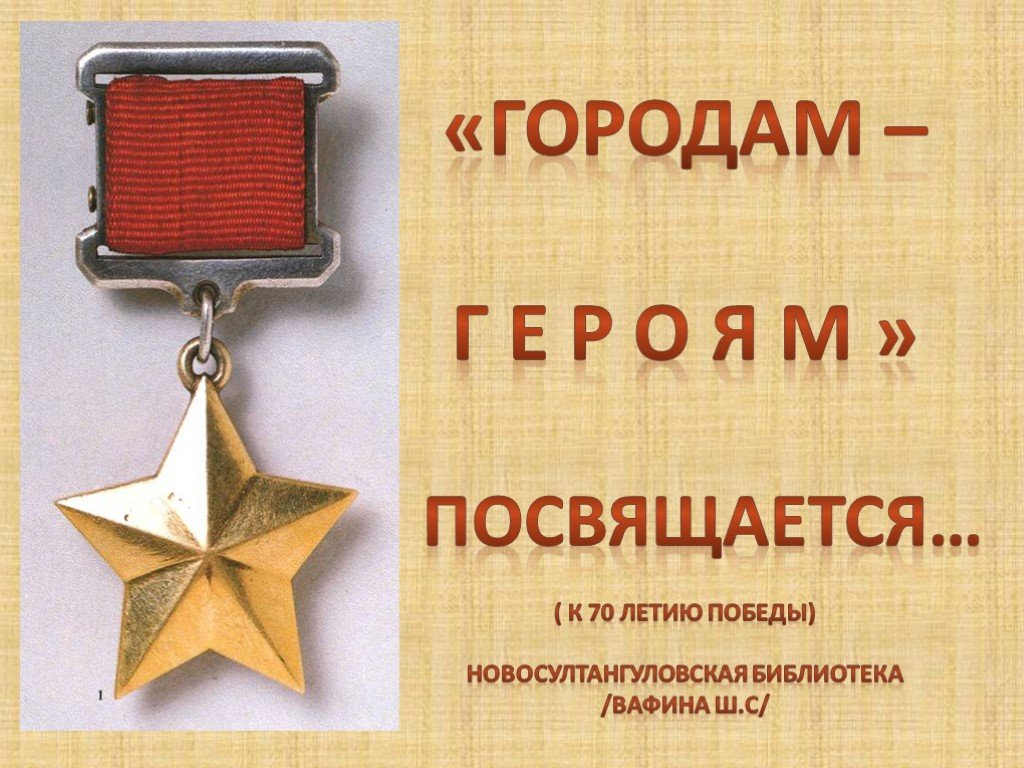 «ГОРОДАМ –
Г Е Р О Я М »
ПОСВЯЩАЕТСЯ...
( К 70 ЛЕТИЮ ПОБЕДЫ)
НОВОСУЛТАНГУЛОВСКАЯ БИБЛИОТЕКА
/ВАФИНА Ш.С/
1